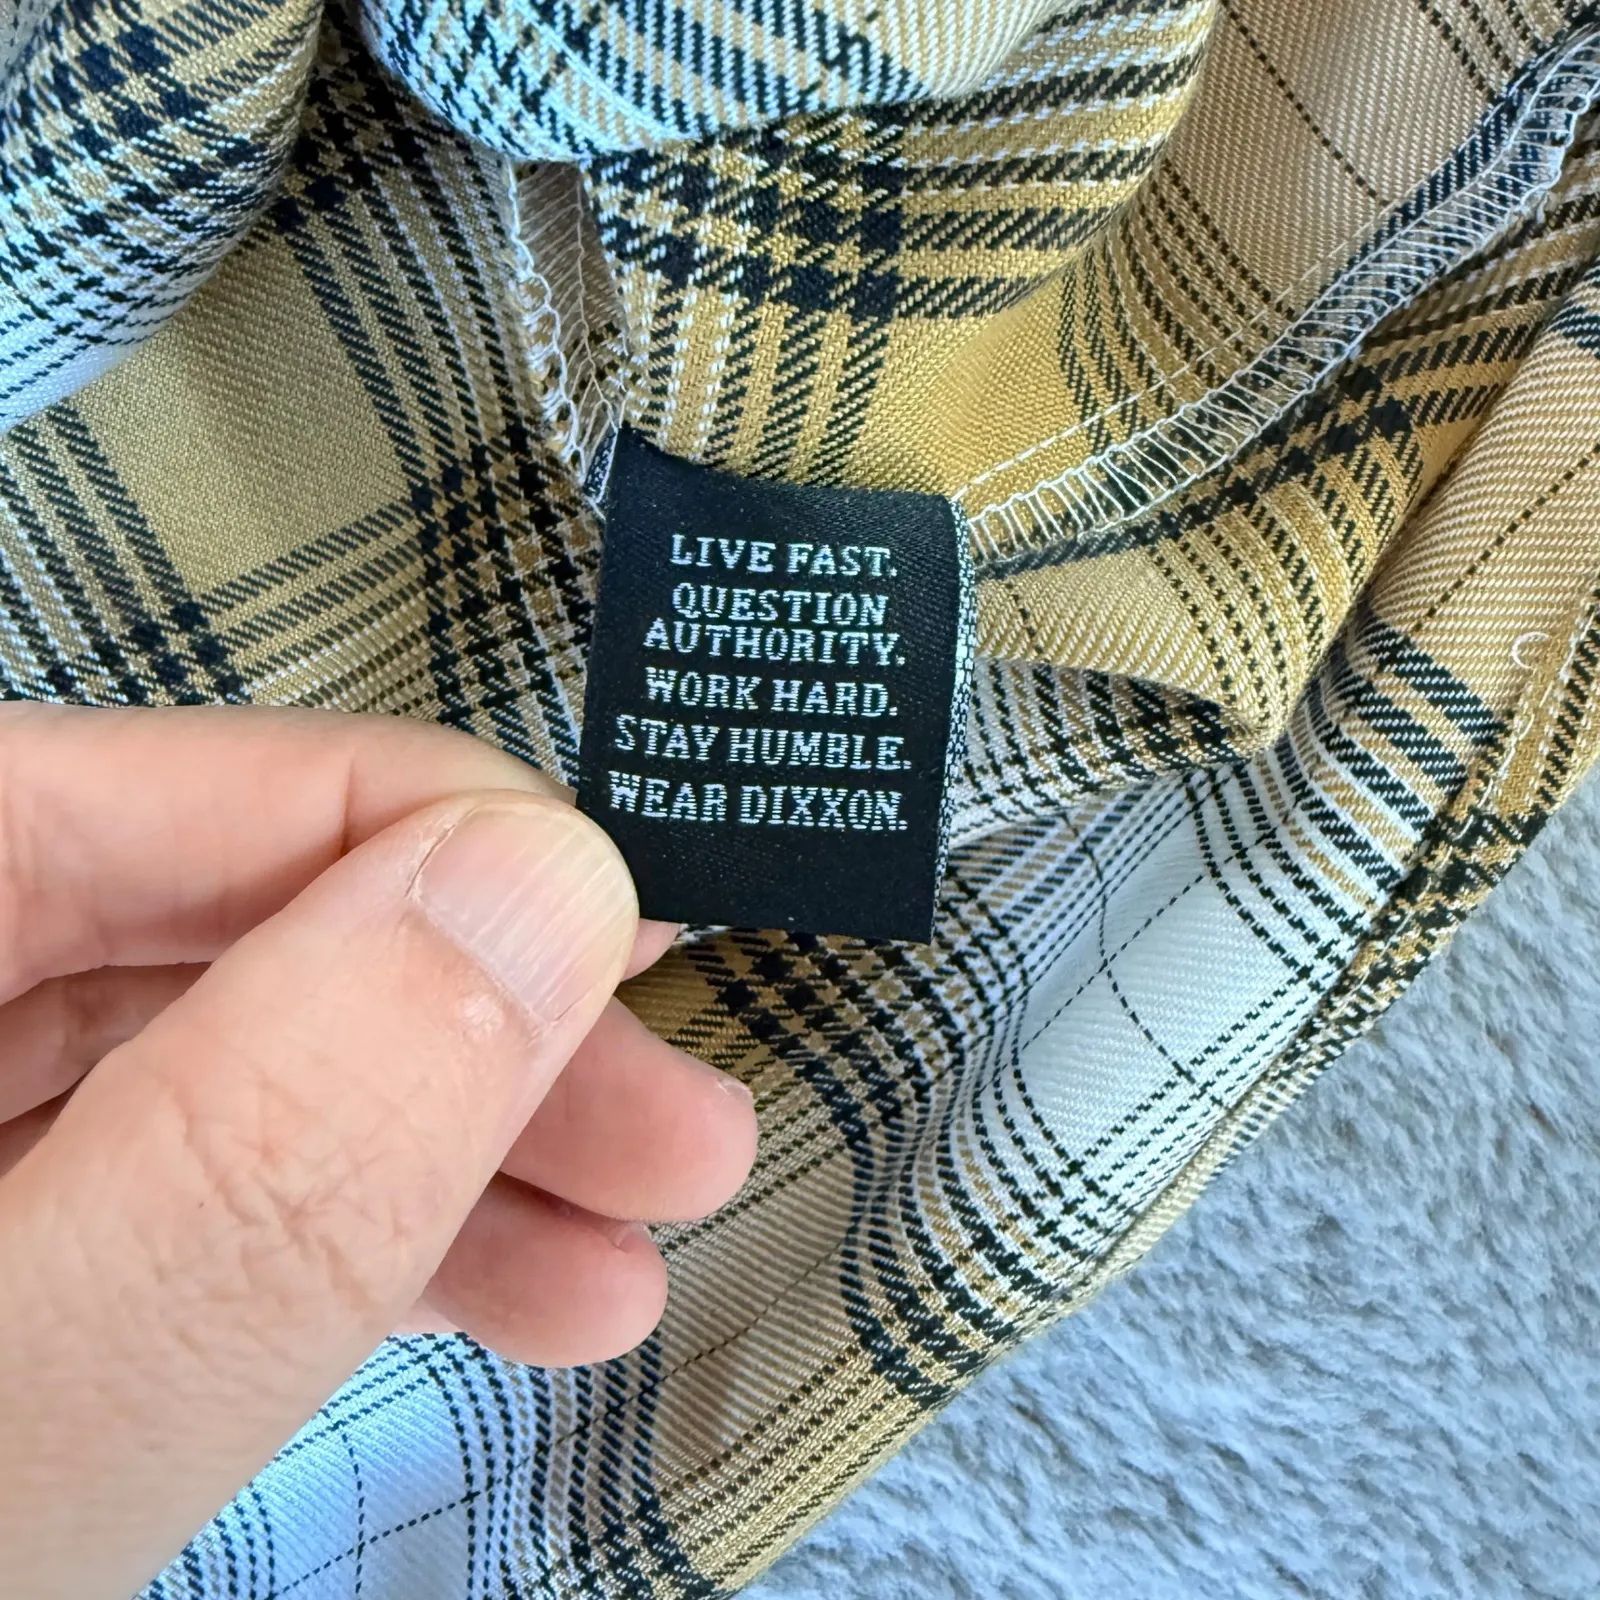 LIVE FAST.
QUESTION
AUTHORITY.
WORK HARD.
STAY HUMBLE.
WEAR DIXXON.